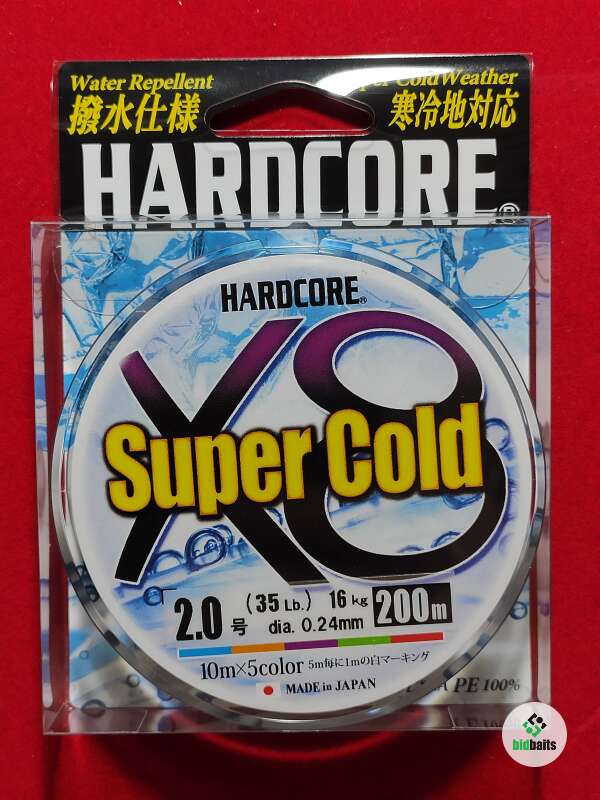 Water Repellent
撥水仕様
per ColdWeather
寒冷地対応
HARDCORE®
HARDCORE®
X8
Super Cold
2.0号 (35Lb.) 16kg 200m
dia. 0.24mm
10m×5color 5m毎に1mの白マーキング
MADE in JAPAN
PE 100%
bidbaits